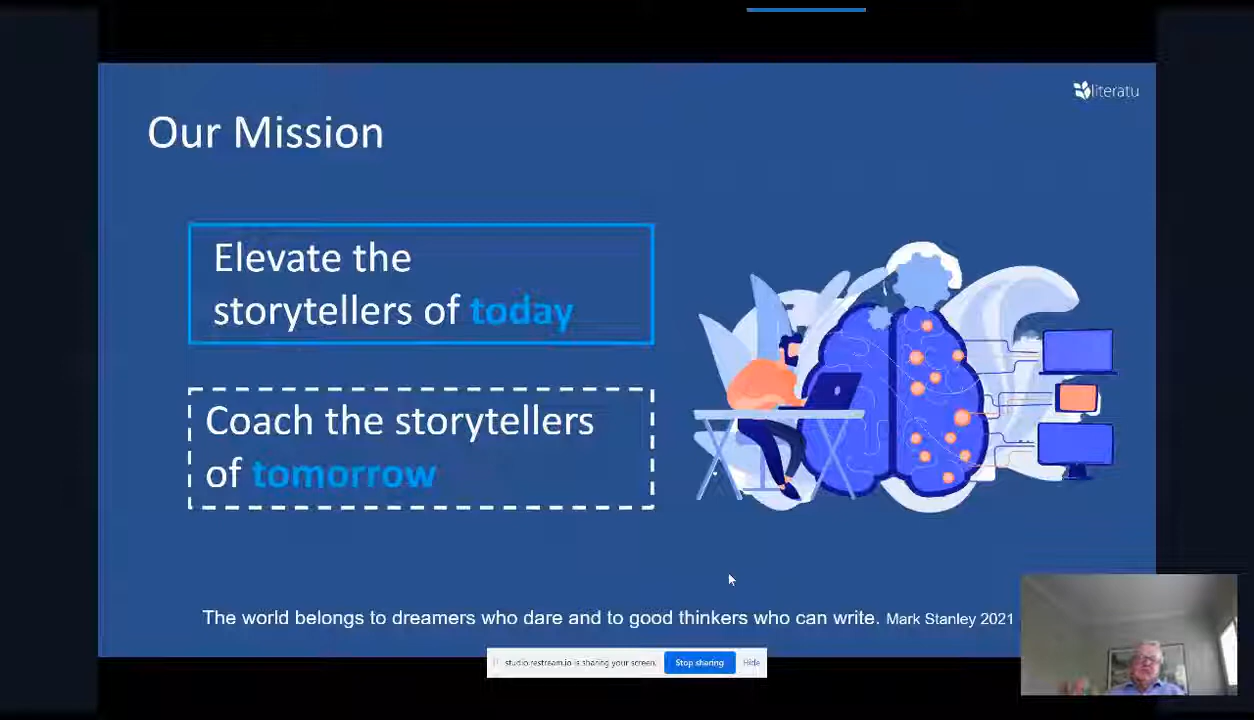 literatu
Our Mission
Elevate the
storytellers of today
Coach the storytellers
of tomorrow
The world belongs to dreamers who dare and to good thinkers who can write. Mark Stanley 2021
studio.restream.io is sharing your screen.
Stop sharing
Hide